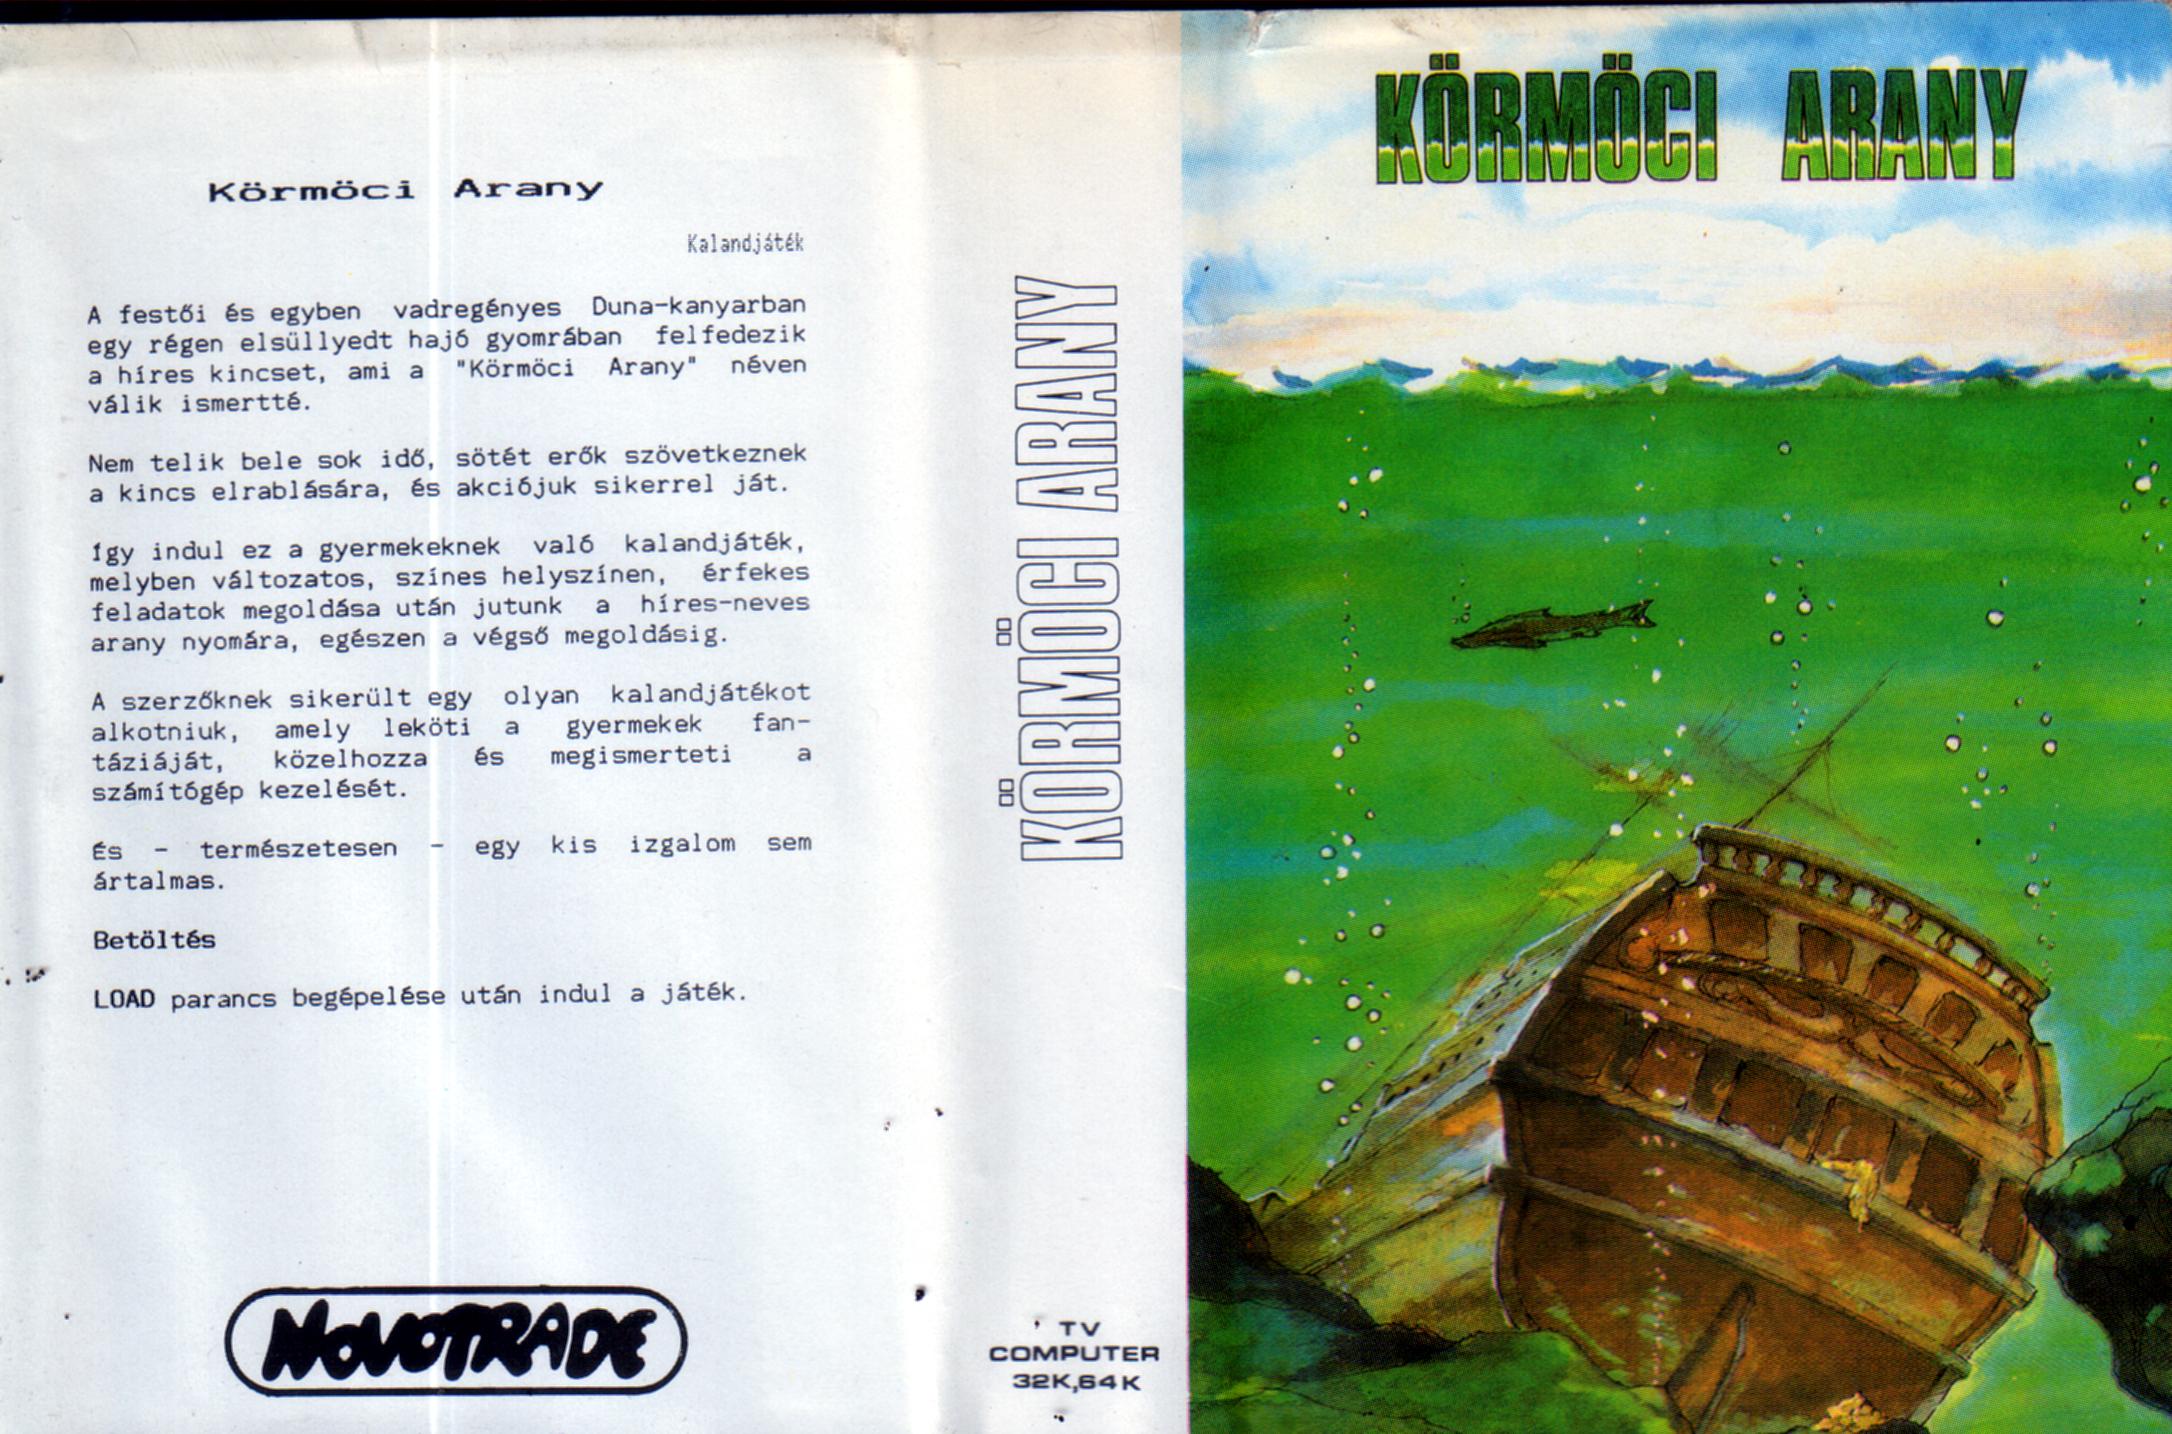 Körmöci Arany
Kalandjáték
A festői és egyben vadregényes Duna-kanyarban
egy régen elsüllyedt hajó gyomrában felfedezik
a híres kincset, ami a "Körmöci Arany" néven
válik ismertté.
Nem telik bele sok idő, sötét erők szövetkeznek
a kincs elrablására, és akciójuk sikerrel ját.
Így indul ez a gyermekeknek való kalandjáték,
melyben változatos, színes helyszínen, érfekes
feladatok megoldása után jutunk a híres-neves
arany nyomára, egészen a végső megoldásig.
A szerzőknek sikerült egy olyan kalandjátékot
alkotniuk, amely leköti a gyermekek fan-
táziáját, közelhozza és megismerteti a
számítógép kezelését.
És - természetesen - egy kis izgalom sem
ártalmas.
Betöltés
LOAD parancs begépelése után indul a játék.
NOVOTRADE
KÖRMÖCI ARANY
TV
COMPUTER
32K,64K
KÖRMÖCI ARANY